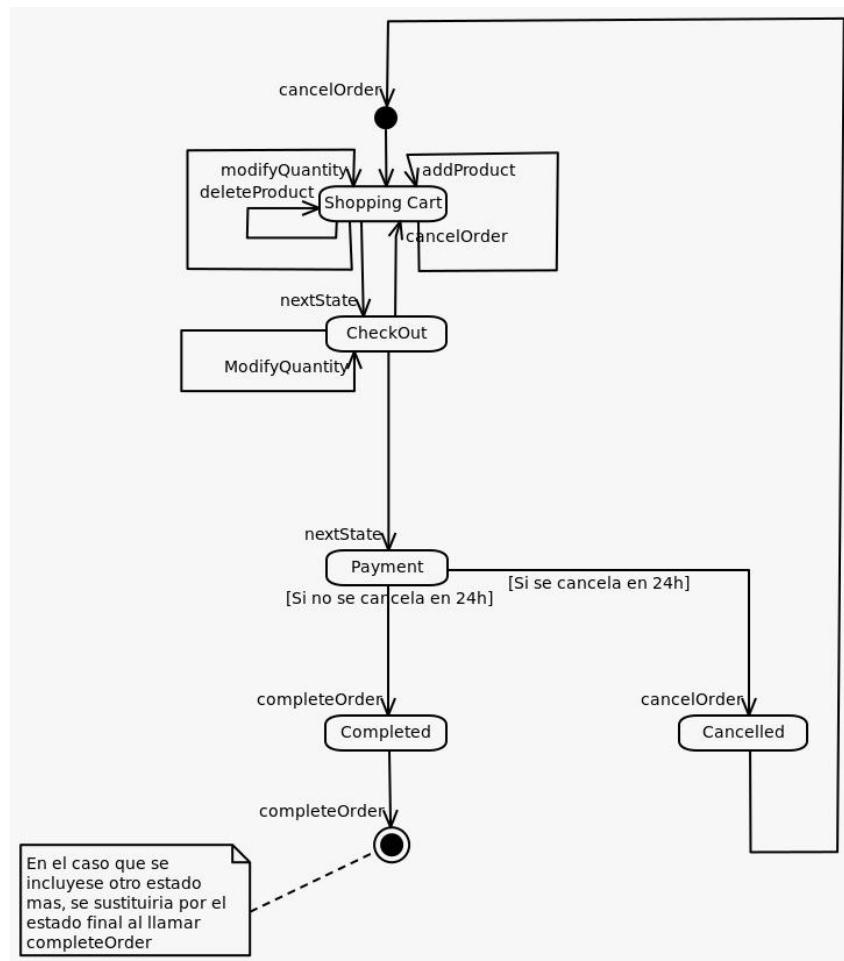 cancelOrder
modifyQuantity
addProduct
deleteProduct
Shopping Cart
cancelOrder
nextState
CheckOut
ModifyQuantity
nextState
Payment
[Si se cancela en 24h]
[Si no se cancela en 24h]
completeOrder
cancelOrder
Completed
Cancelled
completeOrder
En el caso que se
incluyese otro estado
mas, se sustituiria por el
estado final al llamar
completeOrder